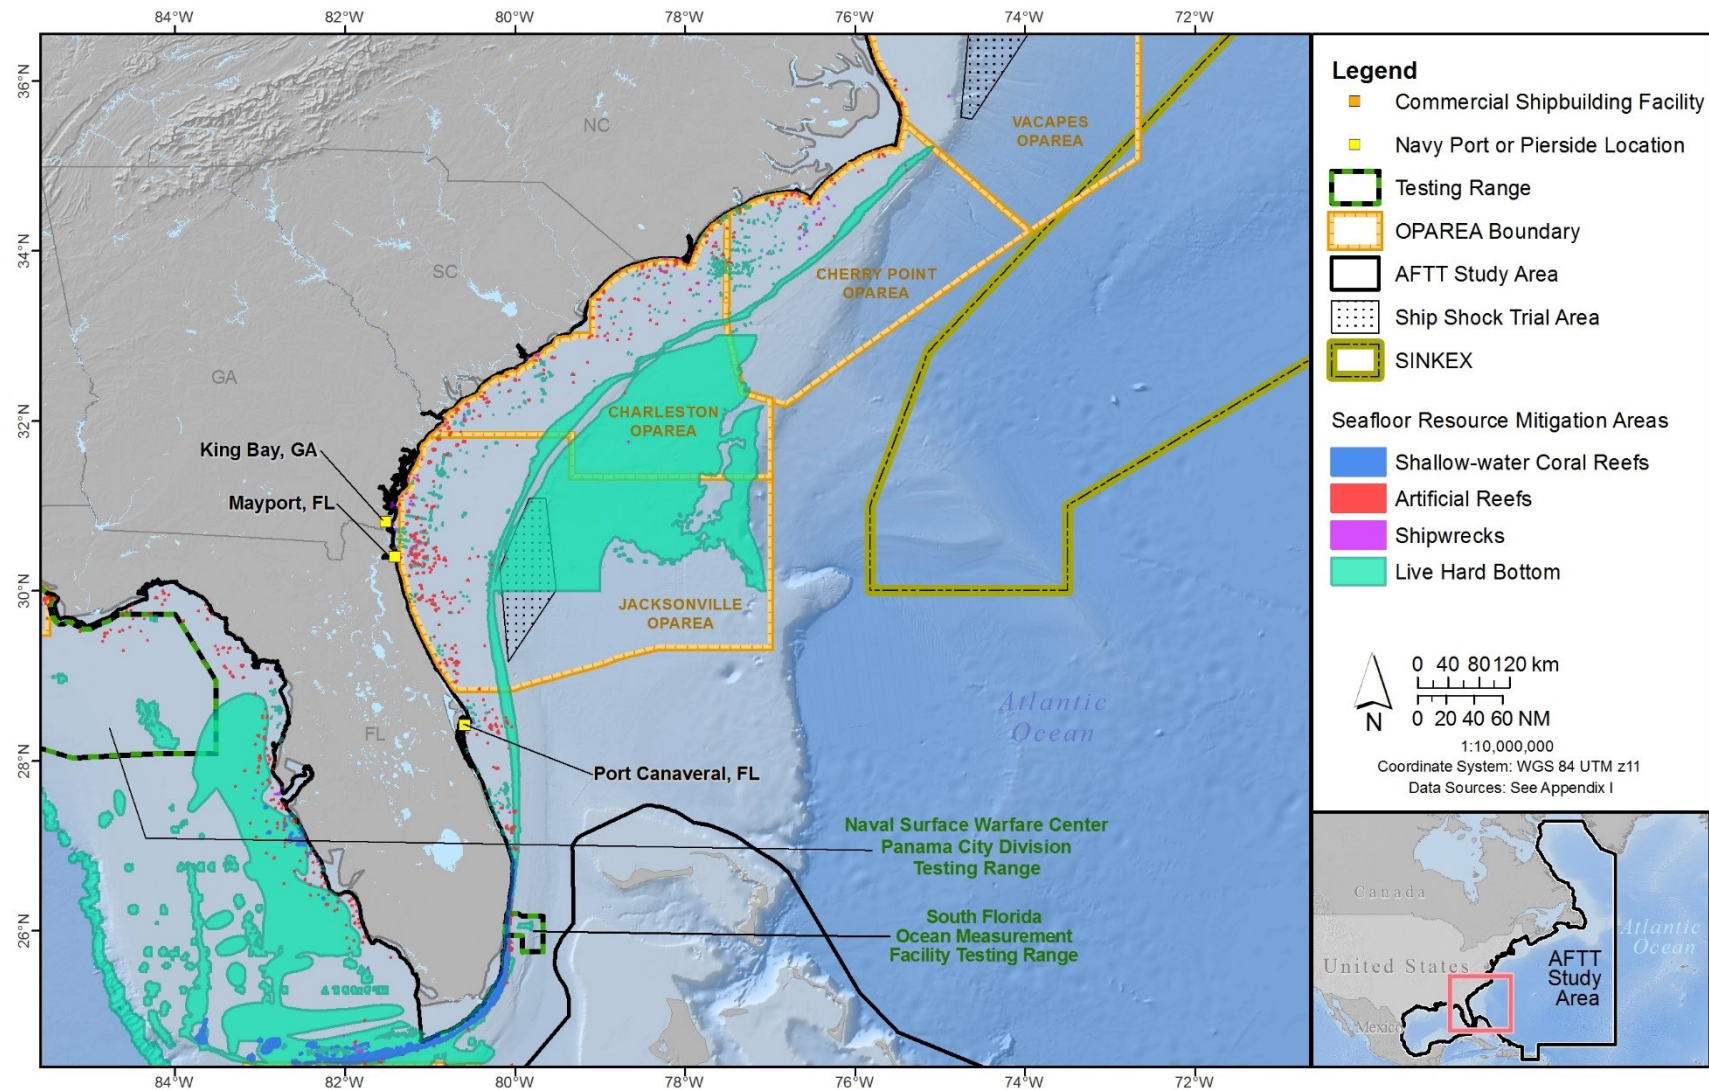 84°W
82°W
80°W
78°W
76°W
74°W
72°W
36°N
34°N
32°N
30°N
28°N
26°N
NC
SC
GA
FL
VACAPES
OPAREA
CHERRY POINT
OPAREA
CHARLESTON
OPAREA
JACKSONVILLE
OPAREA
King Bay, GA
Mayport, FL
Port Canaveral, FL
Atlantic
Ocean
Naval Surface Warfare Center
Panama City Division
Testing Range
South Florida
Ocean Measurement
Facility Testing Range
84°W
82°W
80°W
78°W
76°W
74°W
72°W
Legend
Commercial Shipbuilding Facility
Navy Port or Pierside Location
Testing Range
OPAREA Boundary
AFTT Study Area
Ship Shock Trial Area
SINKEX
Seafloor Resource Mitigation Areas
Shallow-water Coral Reefs
Artificial Reefs
Shipwrecks
Live Hard Bottom
N
0 40 80 120 km
0 20 40 60 NM
1:10,000,000
Coordinate System: WGS 84 UTM z11
Data Sources: See Appendix I
Canada
United States
Mexico
Atlantic
Ocean
AFTT
Study
Area